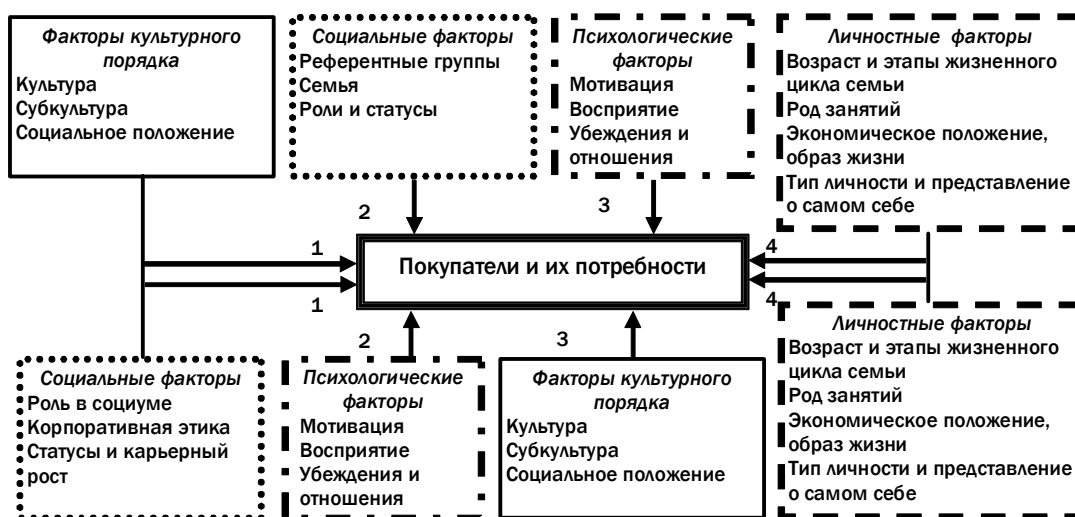 Факторы культурного
порядка
Культура
Субкультура
Социальное положение
Социальные факторы
Референтные группы
Семья
Роли и статусы
Психологические
факторы
Мотивация
Восприятие
Убеждения и
отношения
Личностные факторы
Возраст и этапы жизненного
цикла семьи
Род занятий
Экономическое положение,
образ жизни
Тип личности и представление
о самом себе
2
3
1
4
Покупатели и их потребности
1
4
2
3
Социальные факторы
Роль в социуме
Корпоративная этика
Статусы и карьерный
рост
Психологические
факторы
Мотивация
Восприятие
Убеждения и
отношения
Факторы культурного
порядка
Культура
Субкультура
Социальное положение
Личностные факторы
Возраст и этапы жизненного
цикла семьи
Род занятий
Экономическое положение,
образ жизни
Тип личности и представление
о самом себе